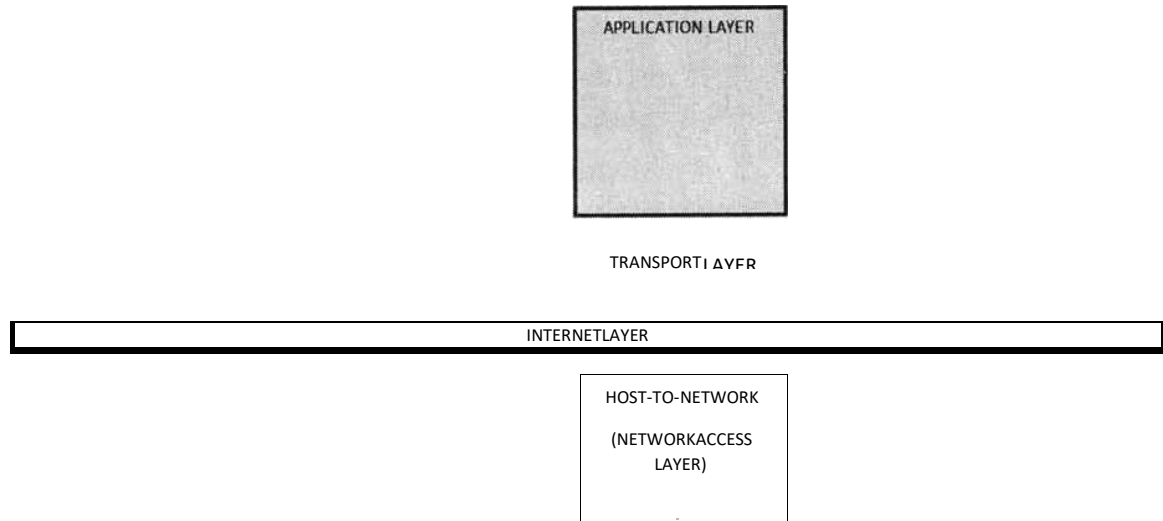 APPLICATION LAYER
TRANSPORT LAYER
INTERNETLAYER
HOST-TO-NETWORK
(NETWORKACCESS
LAYER)